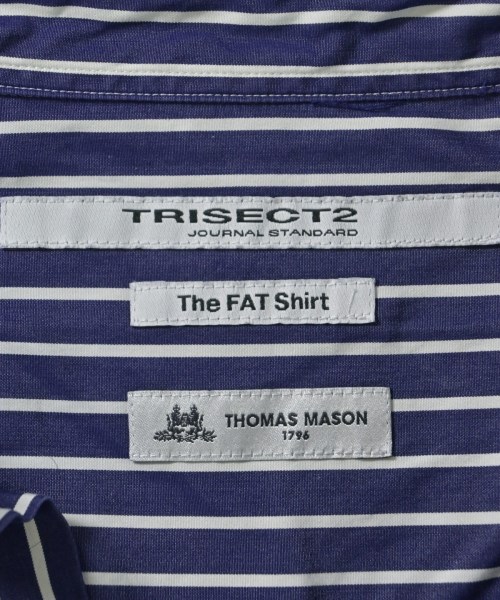 TRISECT2
JOURNAL STANDARD
The FAT Shirt /
THOMAS MASON
1796